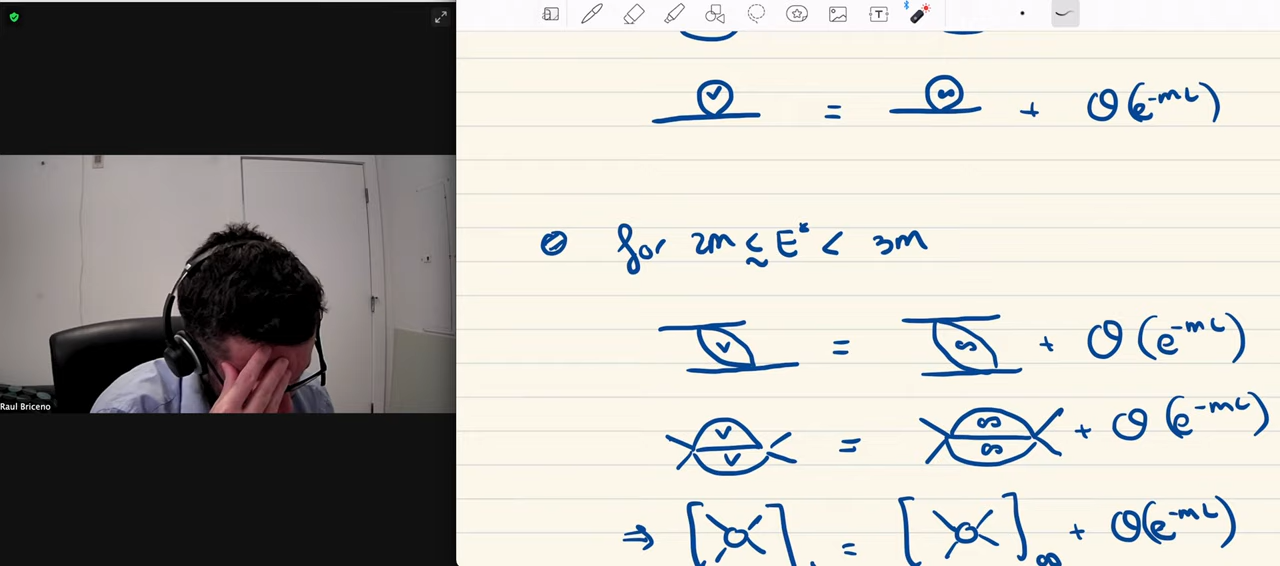 V = ∞ + O(e^-mL)
for 2m ≲ E* < 3m
V = ∞ + O(e^-mL)
V V = ∞ ∞ + O(e^-mL)
⇒ [ ] = [ ]∞ + O(e^-mL)
Raul Briceno